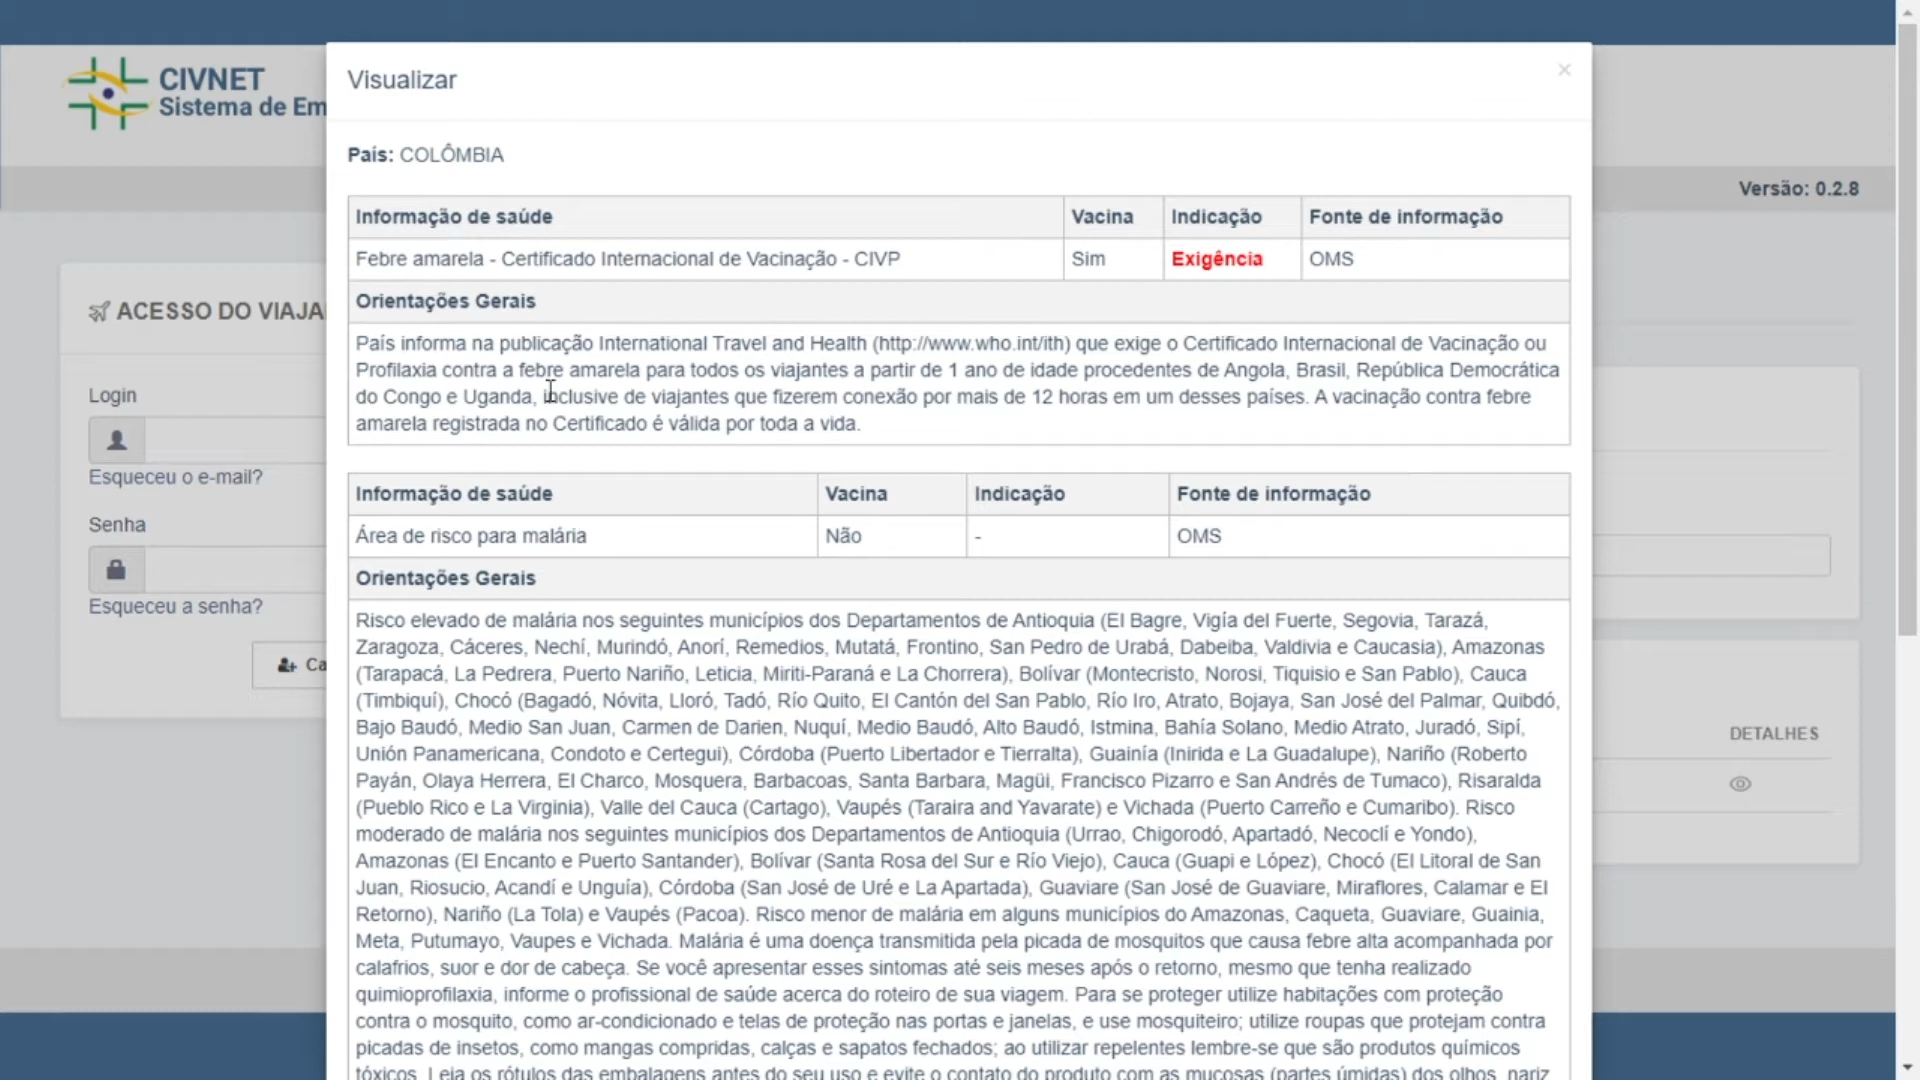 CIVNET
Sistema de Em
Versão: 0.2.8
ACESSO DO VIAJA
Login
Esqueceu o e-mail?
Senha
Esqueceu a senha?
Ca
Visualizar
×
País: COLÔMBIA
Informação de saúde Vacina Indicação Fonte de informação
Febre amarela - Certificado Internacional de Vacinação - CIVP Sim Exigência OMS
Orientações Gerais
País informa na publicação International Travel and Health (http://www.who.int/ith) que exige o Certificado Internacional de Vacinação ou
Profilaxia contra a febre amarela para todos os viajantes a partir de 1 ano de idade procedentes de Angola, Brasil, República Democrática
do Congo e Uganda, inclusive de viajantes que fizerem conexão por mais de 12 horas em um desses países. A vacinação contra febre
amarela registrada no Certificado é válida por toda a vida.
Informação de saúde Vacina Indicação Fonte de informação
Área de risco para malária Não - OMS
Orientações Gerais
Risco elevado de malária nos seguintes municípios dos Departamentos de Antioquia (El Bagre, Vigía del Fuerte, Segovia, Tarazá,
Zaragoza, Cáceres, Nechí, Murindó, Anorí, Remedios, Mutatá, Frontino, San Pedro de Urabá, Dabeiba, Valdivia e Caucasia), Amazonas
(Tarapacá, La Pedrera, Puerto Nariño, Leticia, Miriti-Paraná e La Chorrera), Bolívar (Montecristo, Norosi, Tiquisio e San Pablo), Cauca
(Timbiquí), Chocó (Bagadó, Nóvita, Lloró, Tadó, Río Quito, El Cantón del San Pablo, Río Iro, Atrato, Bojaya, San José del Palmar, Quibdó,
Bajo Baudó, Medio San Juan, Carmen de Darien, Nuquí, Medio Baudó, Alto Baudó, Istmina, Bahía Solano, Medio Atrato, Juradó, Sipí,
Unión Panamericana, Condoto e Certegui), Córdoba (Puerto Libertador e Tierralta), Guainía (Inirida e La Guadalupe), Nariño (Roberto
Payán, Olaya Herrera, El Charco, Mosquera, Barbacoas, Santa Barbara, Magüi, Francisco Pizarro e San Andrés de Tumaco), Risaralda
(Pueblo Rico e La Virginia), Valle del Cauca (Cartago), Vaupés (Taraira and Yavarate) e Vichada (Puerto Carreño e Cumaribo). Risco
moderado de malária nos seguintes municípios dos Departamentos de Antioquia (Urrao, Chigorodó, Apartadó, Necoclí e Yondo),
Amazonas (El Encanto e Puerto Santander), Bolívar (Santa Rosa del Sur e Río Viejo), Cauca (Guapi e López), Chocó (El Litoral de San
Juan, Riosucio, Acandí e Unguía), Córdoba (San José de Uré e La Apartada), Guaviare (San José de Guaviare, Miraflores, Calamar e El
Retorno), Nariño (La Tola) e Vaupés (Pacoa). Risco menor de malária em alguns municípios do Amazonas, Caqueta, Guaviare, Guainia,
Meta, Putumayo, Vaupes e Vichada. Malária é uma doença transmitida pela picada de mosquitos que causa febre alta acompanhada por
calafrios, suor e dor de cabeça. Se você apresentar esses sintomas até seis meses após o retorno, mesmo que tenha realizado
quimioprofilaxia, informe o profissional de saúde acerca do roteiro de sua viagem. Para se proteger utilize habitações com proteção
contra o mosquito, como ar-condicionado e telas de proteção nas portas e janelas, e use mosquiteiro; utilize roupas que protejam contra
picadas de insetos, como mangas compridas, calças e sapatos fechados; ao utilizar repelentes lembre-se que são produtos químicos
tóxicos. Leia os rótulos das embalagens antes do seu uso e evite o contato do produto com as mucosas (partes úmidas) dos olhos, nariz
DETALHES